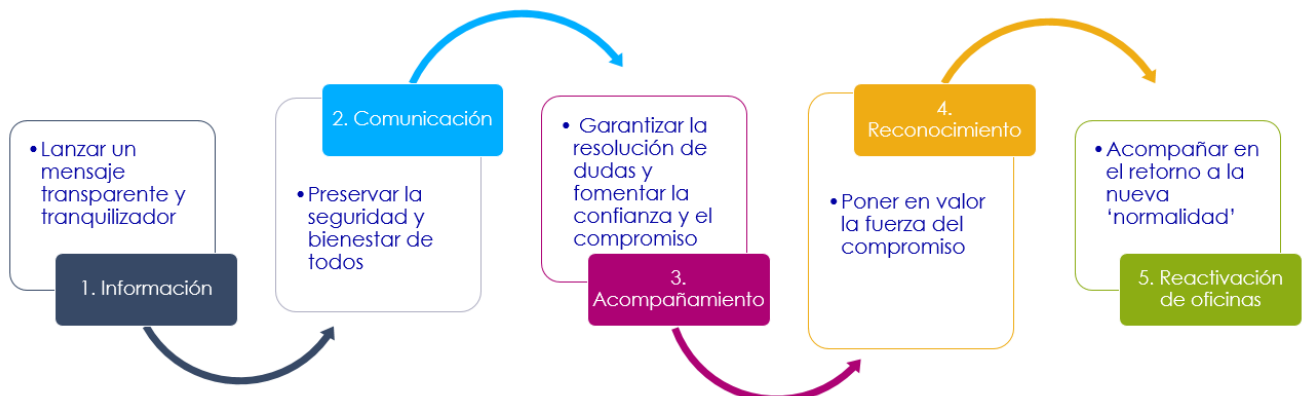 •Lanzar un
mensaje
transparente y
tranquilizador
1. Información
2. Comunicación
•Preservar la
seguridad y
bienestar de
todos
• Garantizar la
resolución de
dudas y
fomentar la
confianza y el
compromiso
3.
Acompañamiento
4.
Reconocimiento
•Poner en valor
la fuerza del
compromiso
•Acompañar en
el retorno a la
nueva
‘normalidad’
5. Reactivación
de oficinas